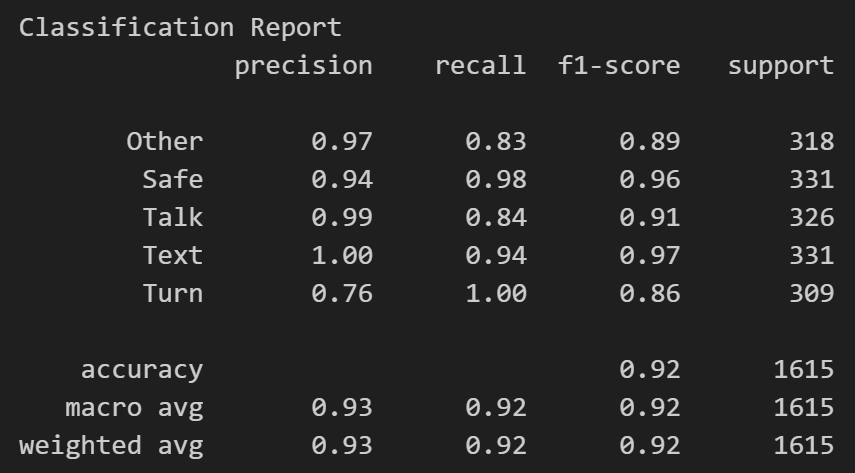 Classification Report
precision recall f1-score support
Other 0.97 0.83 0.89 318
Safe 0.94 0.98 0.96 331
Talk 0.99 0.84 0.91 326
Text 1.00 0.94 0.97 331
Turn 0.76 1.00 0.86 309
accuracy 0.92 1615
macro avg 0.93 0.92 0.92 1615
weighted avg 0.93 0.92 0.92 1615